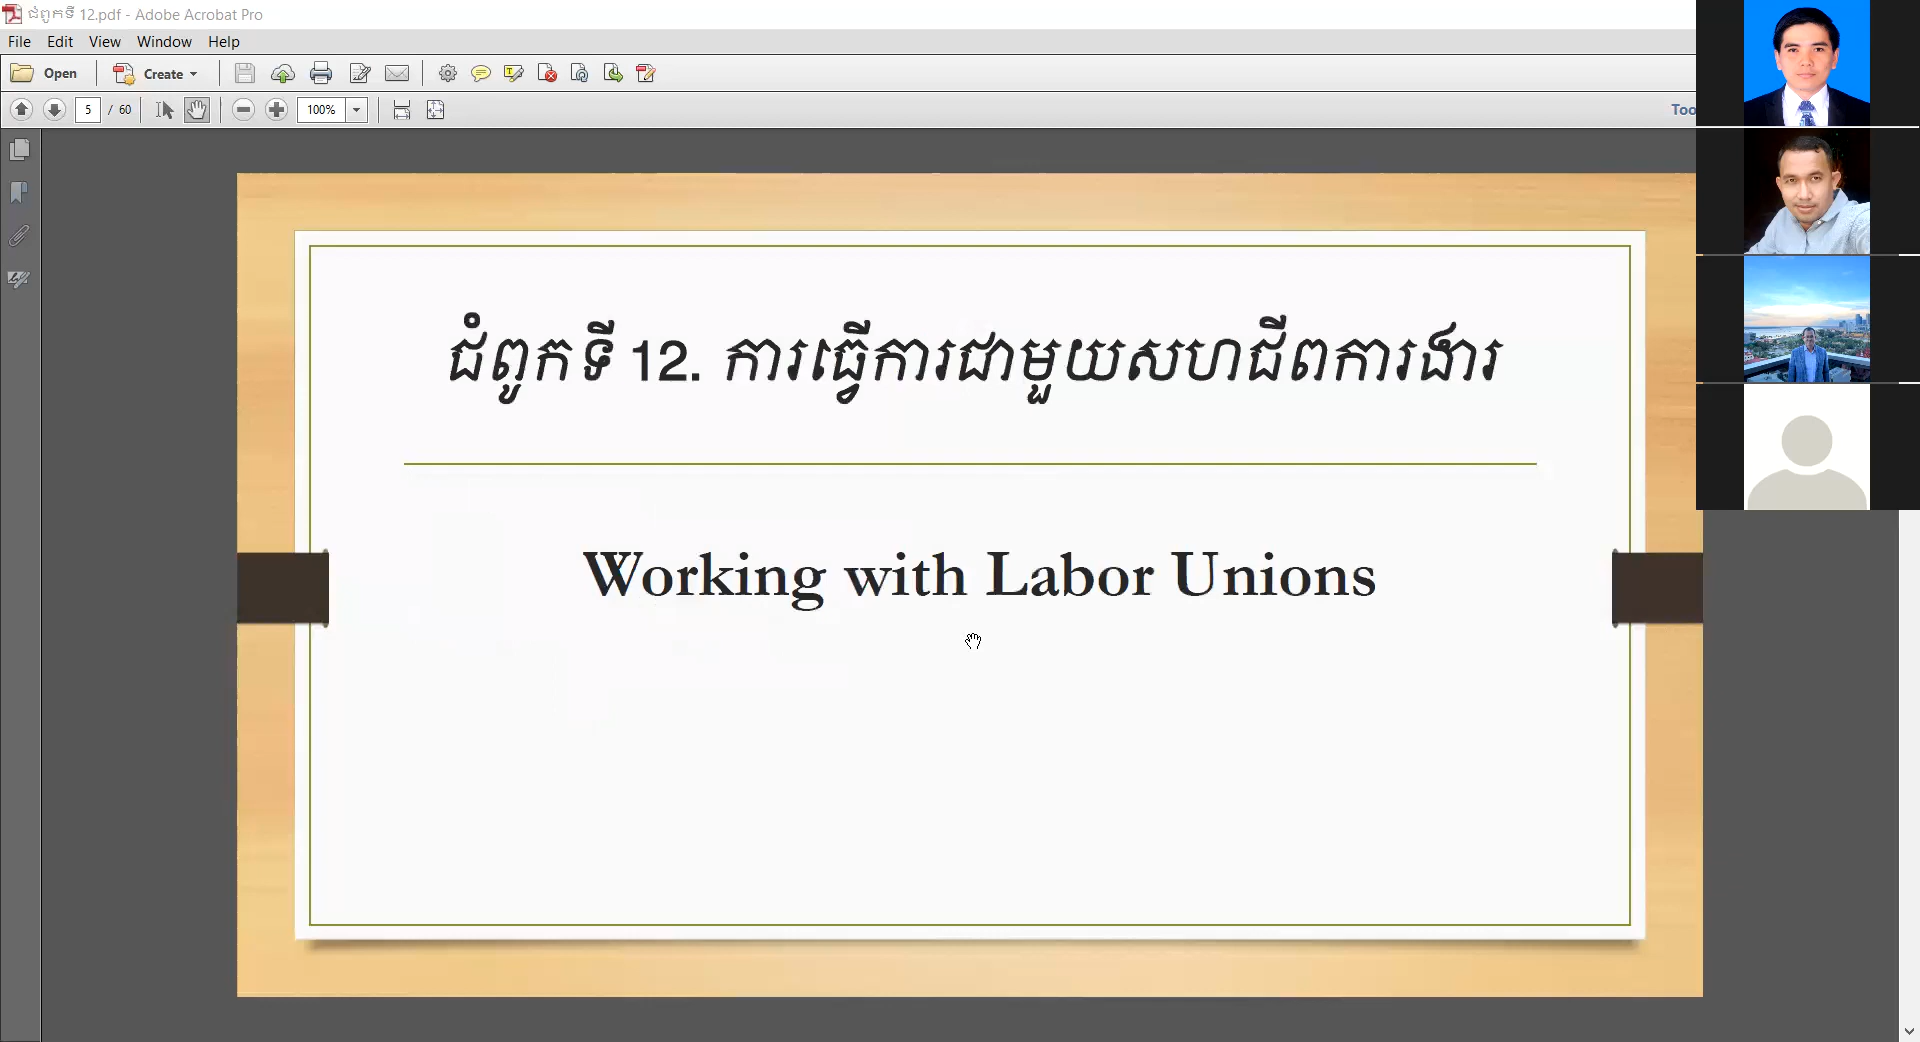 ជំពូកទី 12.pdf - Adobe Acrobat Pro
File Edit View Window Help
Open Create
5 / 60 100%
ជំពូកទី 12. ការធ្វើការជាមួយសហជីពការងារ
Working with Labor Unions